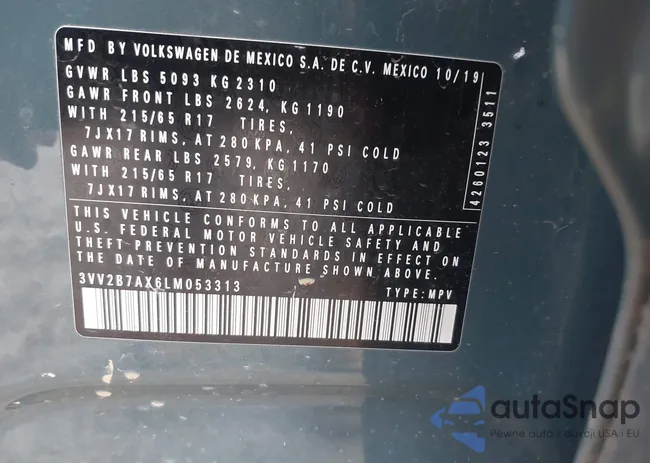 MFD BY VOLKSWAGEN DE MEXICO S.A. DE C.V. MEXICO 10/19
GVWR LBS 5093 KG 2310
GAWR FRONT LBS 2624, KG 1190
WITH 215/65 R17 TIRES,
7JX17 RIMS, AT 280 KPA, 41 PSI COLD
GAWR REAR LBS 2579, KG 1170
WITH 215/65 R17 TIRES,
7JX17 RIMS, AT 280 KPA, 41 PSI COLD
4260123 3511
THIS VEHICLE CONFORMS TO ALL APPLICABLE
U.S. FEDERAL MOTOR VEHICLE SAFETY AND
THEFT PREVENTION STANDARDS IN EFFECT ON
THE DATE OF MANUFACTURE SHOWN ABOVE.
3VV2B7AX6LM053313 TYPE: MPV
autoSnap
Pewne auta z aukcji USA i EU